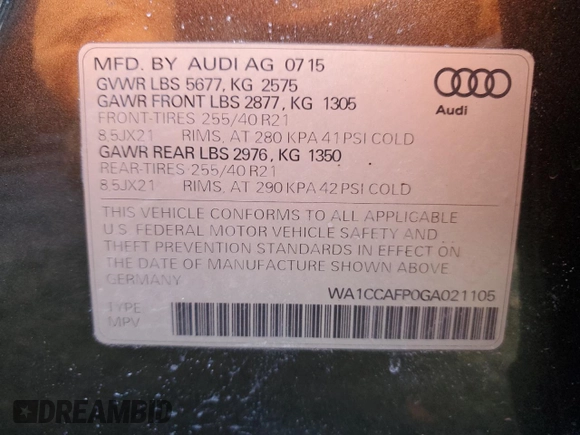 MFD. BY AUDI AG 07 15
GVWR LBS 5677, KG 2575
GAWR FRONT LBS 2877, KG 1305
FRONT-TIRES 255/40 R21
8.5JX21 RIMS, AT 280 KPA 41 PSI COLD
GAWR REAR LBS 2976, KG 1350
REAR-TIRES 255/40 R21
8.5JX21 RIMS, AT 290 KPA 42 PSI COLD
Audi
THIS VEHICLE CONFORMS TO ALL APPLICABLE
U.S. FEDERAL MOTOR VEHICLE SAFETY AND
THEFT PREVENTION STANDARDS IN EFFECT ON
THE DATE OF MANUFACTURE SHOWN ABOVE
GERMANY
WA1CCAFP0GA021105
TYPE
MPV
DREAMBID